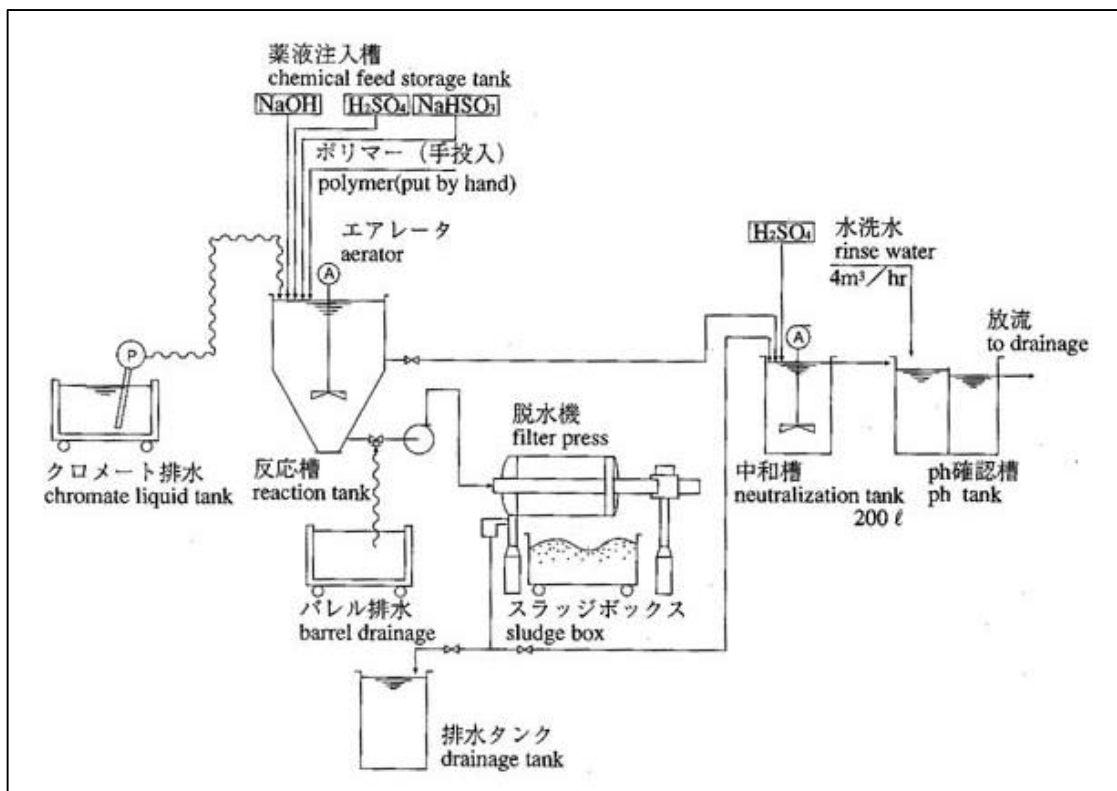 薬液注入槽
chemical feed storage tank
NaOH
H₂SO₄
NaHSO₃
ポリマー（手投入）
polymer(put by hand)
エアレータ
aerator
A
P
クロメート排水
chromate liquid tank
反応槽
reaction tank
バレル排水
barrel drainage
脱水機
filter press
スラッジボックス
sludge box
排水タンク
drainage tank
H₂SO₄
水洗水
rinse water
4m³／hr
A
放流
to drainage
中和槽
neutralization tank
200 ℓ
ph確認槽
ph tank